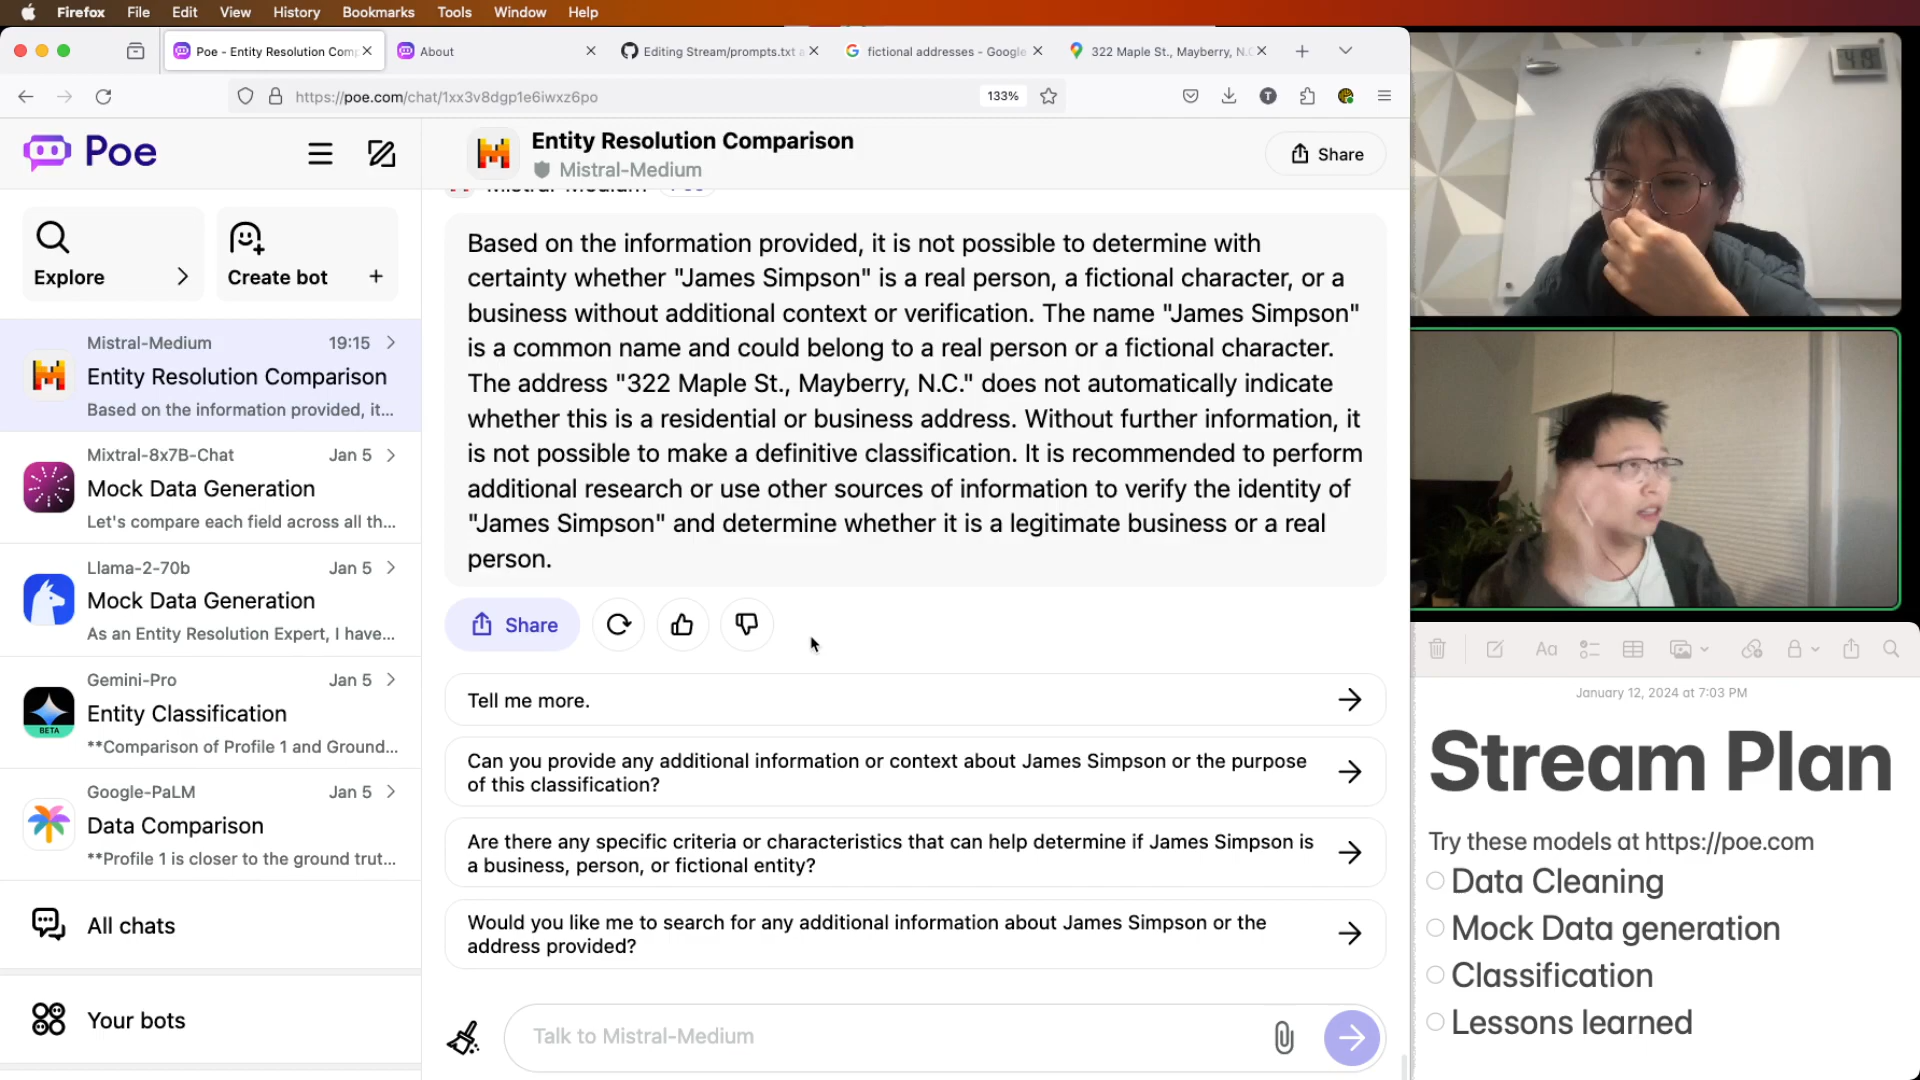 Firefox File Edit View History Bookmarks Tools Window Help
Poe - Entity Resolution Com
About
Editing Stream/prompts.txt a
fictional addresses - Google
322 Maple St., Mayberry, N.C
https://poe.com/chat/1xx3v8dgp1e6iwxz6po
133%
T
Poe
Entity Resolution Comparison
Mistral-Medium
Share
Explore
Create bot
Mistral-Medium 19:15
Entity Resolution Comparison
Based on the information provided, it...
Mixtral-8x7B-Chat Jan 5
Mock Data Generation
Let's compare each field across all th...
Llama-2-70b Jan 5
Mock Data Generation
As an Entity Resolution Expert, I have...
Gemini-Pro Jan 5
BETA
Entity Classification
**Comparison of Profile 1 and Ground...
Google-PaLM Jan 5
Data Comparison
**Profile 1 is closer to the ground trut...
All chats
Your bots
Based on the information provided, it is not possible to determine with
certainty whether "James Simpson" is a real person, a fictional character, or a
business without additional context or verification. The name "James Simpson"
is a common name and could belong to a real person or a fictional character.
The address "322 Maple St., Mayberry, N.C." does not automatically indicate
whether this is a residential or business address. Without further information, it
is not possible to make a definitive classification. It is recommended to perform
additional research or use other sources of information to verify the identity of
"James Simpson" and determine whether it is a legitimate business or a real
person.
Share
Tell me more.
Can you provide any additional information or context about James Simpson or the purpose
of this classification?
Are there any specific criteria or characteristics that can help determine if James Simpson is
a business, person, or fictional entity?
Would you like me to search for any additional information about James Simpson or the
address provided?
Talk to Mistral-Medium
Aa
January 12, 2024 at 7:03 PM
Stream Plan
Try these models at https://poe.com
Data Cleaning
Mock Data generation
Classification
Lessons learned